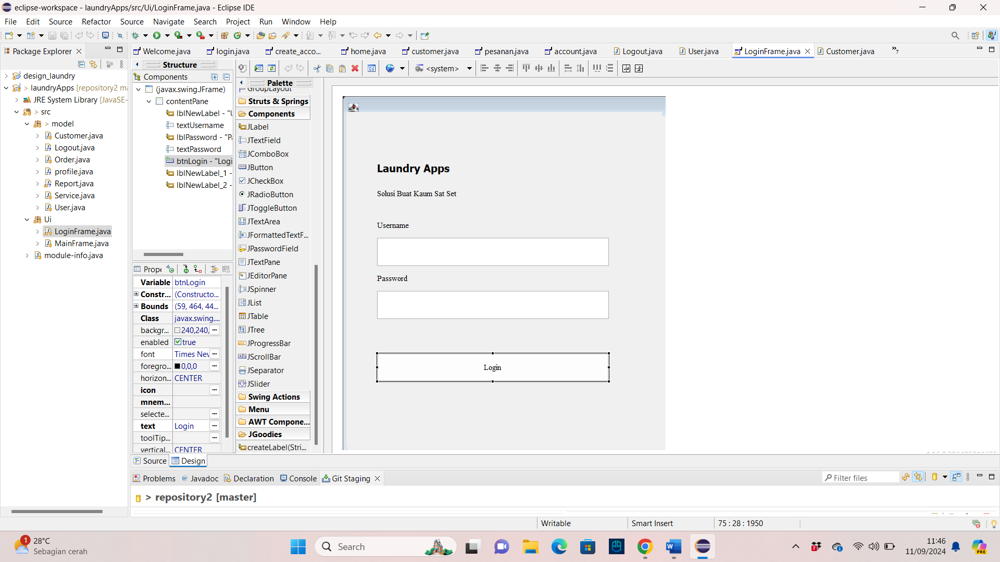 eclipse-workspace - laundryApps/src/Ui/LoginFrame.java - Eclipse IDE
File Edit Source Refactor Source Navigate Search Project Run Window Help
Package Explorer
Welcome.java login.java create_acco... home.java customer.java pesanan.java account.java Logout.java User.java LoginFrame.java Customer.java »7
design_laundry
> laundryApps [repository2 m
JRE System Library [JavaSE-
> src
> model
Customer.java
Logout.java
Order.java
profile.java
Report.java
Service.java
User.java
Ui
LoginFrame.java
MainFrame.java
module-info.java
Structure
Components
(javax.swing.JFrame)
contentPane
lblNewLabel - "U
textUsername
lblPassword - "Pa
textPassword
btnLogin - "Logi
lblNewLabel_1 -
lblNewLabel_2 -
Prope
Variable btnLogin
Constr... (Constructo...
Bounds (59, 464, 44...
Class javax.swing....
backgr... 240,240, ...
enabled true
font Times New ...
foregro... 0,0,0 ...
horizon... CENTER
icon ...
mnem...
selecte... ...
text Login ...
toolTip... ...
vertical... CENTER
<system>
Palette
GroupLayout
Struts & Springs
Components
JLabel
JTextField
JComboBox
JButton
JCheckBox
JRadioButton
JToggleButton
JTextArea
JFormattedTextF...
JPasswordField
JTextPane
JEditorPane
JSpinner
JList
JTable
JTree
JProgressBar
JScrollBar
JSeparator
JSlider
Swing Actions
Menu
AWT Compone...
JGoodies
createLabel(Stri...
Laundry Apps
Solusi Buat Kaum Sat Set
Username
Password
Login
Source Design
Problems @ Javadoc Declaration Console Git Staging
Filter files
> repository2 [master]
Writable Smart Insert 75 : 28 : 1950
1 28°C
Sebagian cerah
Search
7
W
PRE
11:46
11/09/2024